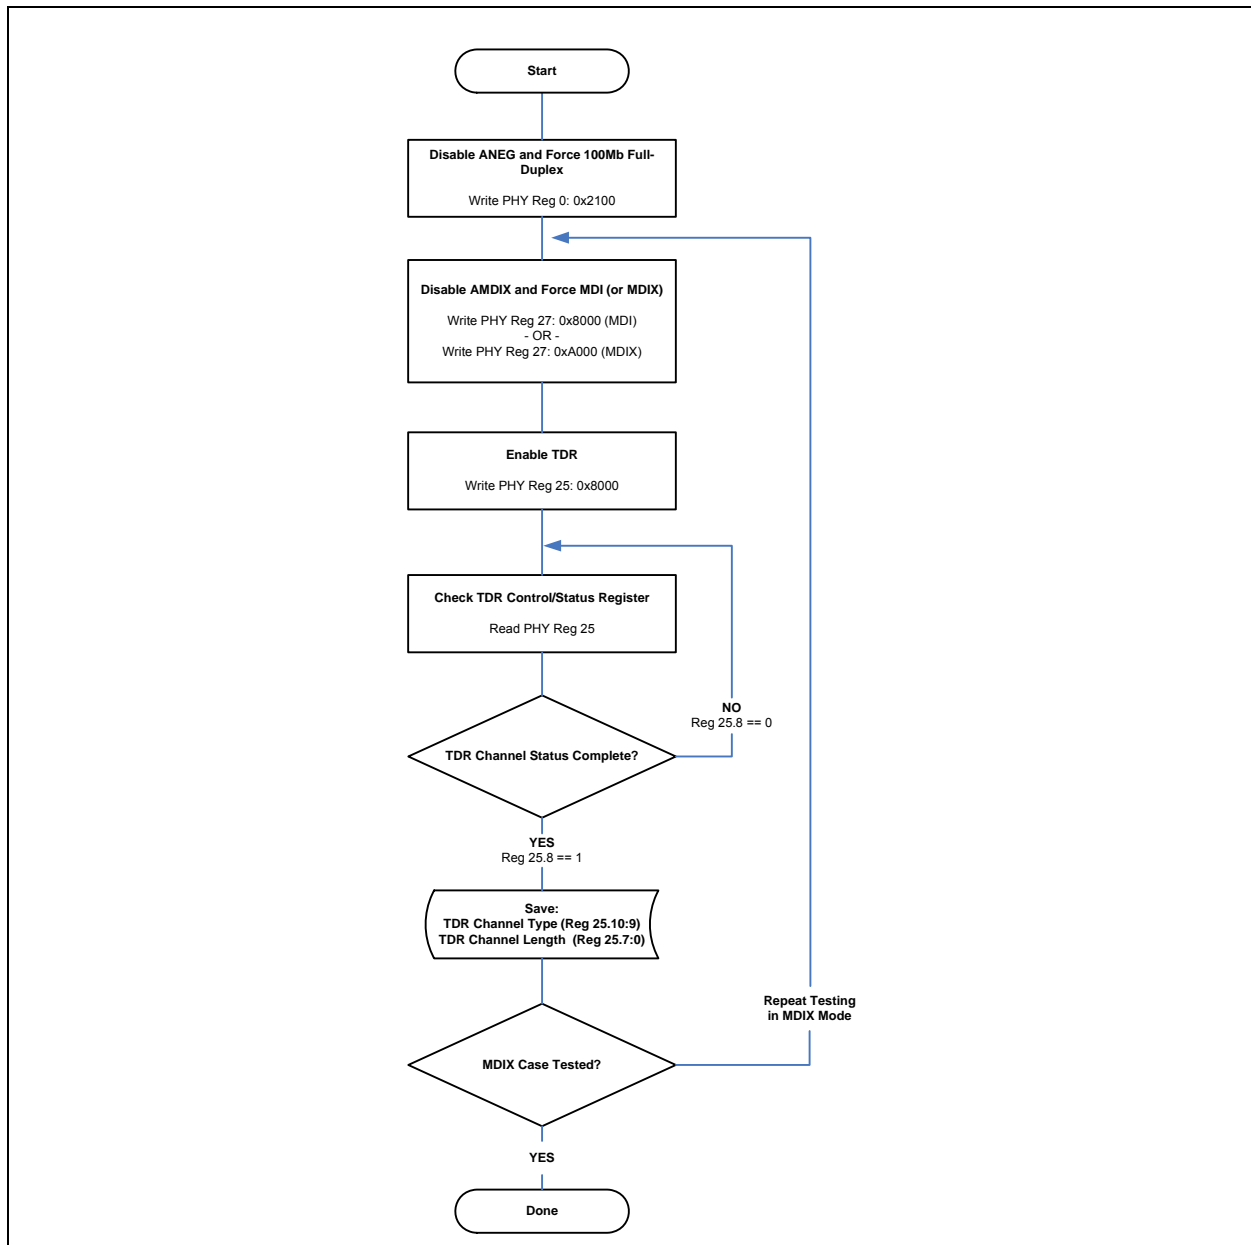 Start
Disable ANEG and Force 100Mb Full-
Duplex
Write PHY Reg 0: 0x2100
Disable AMDIX and Force MDI (or MDIX)
Write PHY Reg 27: 0x8000 (MDI)
- OR -
Write PHY Reg 27: 0xA000 (MDIX)
Enable TDR
Write PHY Reg 25: 0x8000
Check TDR Control/Status Register
Read PHY Reg 25
NO
Reg 25.8 == 0
TDR Channel Status Complete?
YES
Reg 25.8 == 1
Save:
TDR Channel Type (Reg 25.10:9)
TDR Channel Length (Reg 25.7:0)
Repeat Testing
in MDIX Mode
MDIX Case Tested?
YES
Done